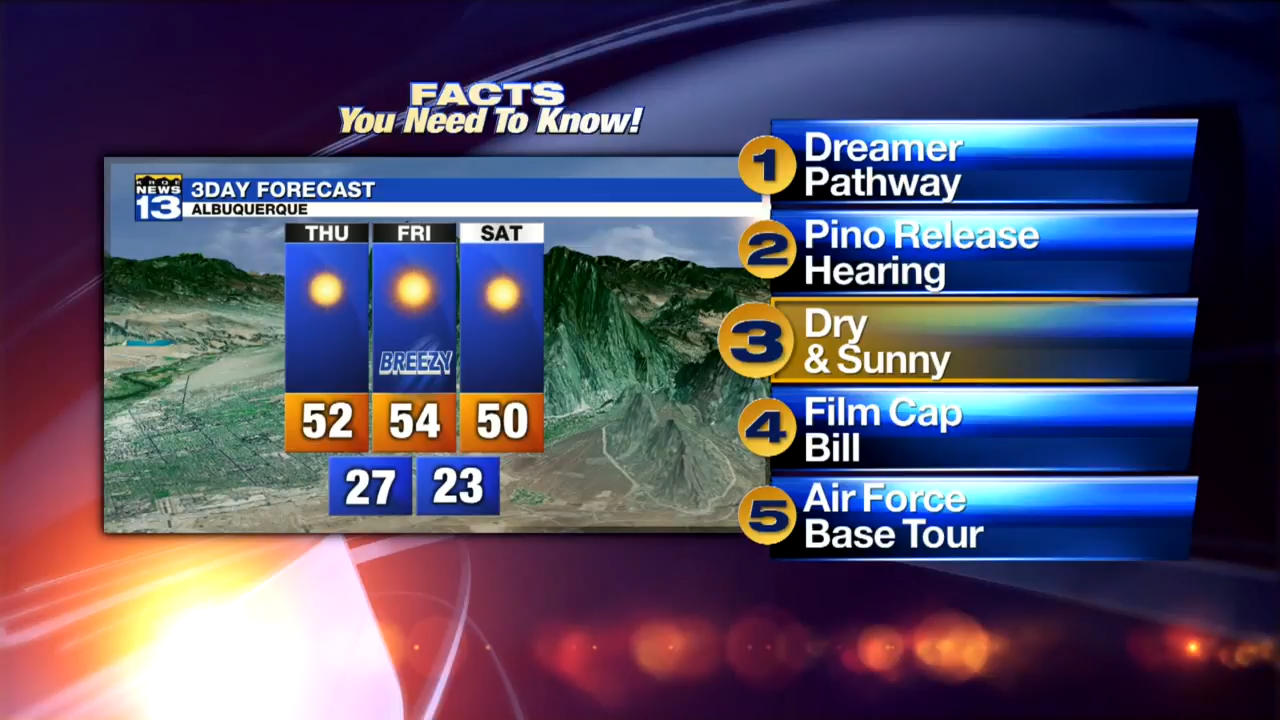 FACTS
You Need To Know!
KRQE
NEWS
13
3DAY FORECAST
ALBUQUERQUE
THU FRI SAT
BREEZY
52 54 50
27 23
1 Dreamer
Pathway
2 Pino Release
Hearing
3 Dry
& Sunny
4 Film Cap
Bill
5 Air Force
Base Tour